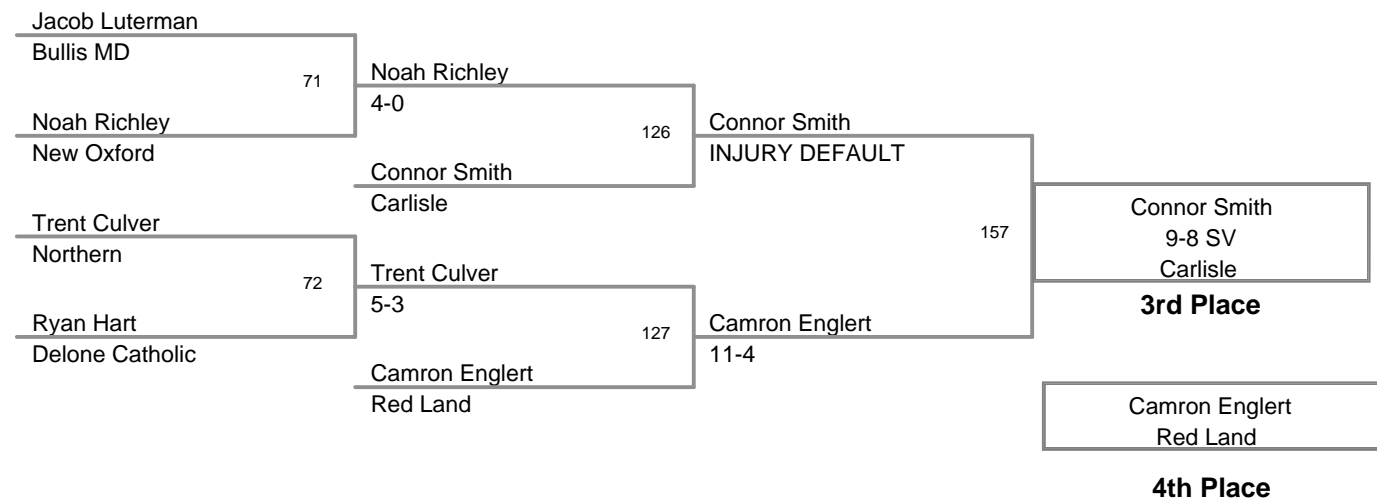 Jacob Luterman
Bullis MD
71
Noah Richley
4-0
Noah Richley
New Oxford
126
Connor Smith
INJURY DEFAULT
Connor Smith
Carlisle
Trent Culver
Northern
157
Connor Smith
9-8 SV
Carlisle
3rd Place
72
Trent Culver
5-3
Ryan Hart
Delone Catholic
127
Camron Englert
11-4
Camron Englert
Red Land
Camron Englert
Red Land
4th Place